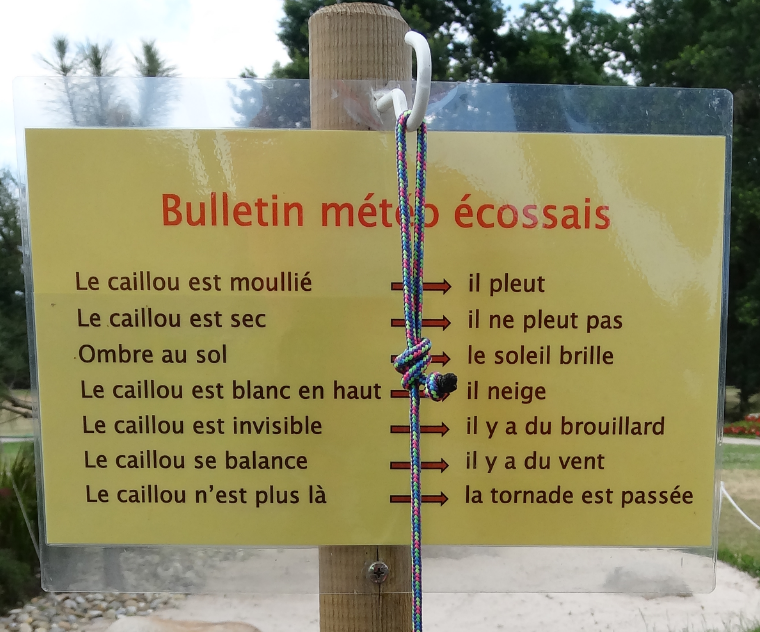 Bulletin météo écossais
Le caillou est moullié → il pleut
Le caillou est sec → il ne pleut pas
Ombre au sol → le soleil brille
Le caillou est blanc en haut → il neige
Le caillou est invisible → il y a du brouillard
Le caillou se balance → il y a du vent
Le caillou n'est plus là → la tornade est passée